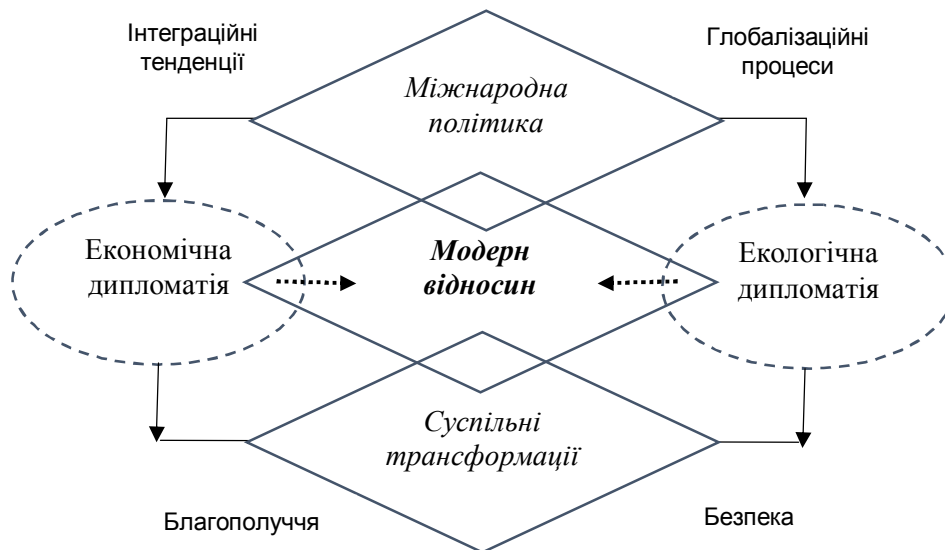 Інтеграційні
тенденції
Глобалізаційні
процеси
Міжнародна
політика
Економічна
дипломатія
Модерн
відносин
Екологічна
дипломатія
Суспільні
трансформації
Благополуччя
Безпека